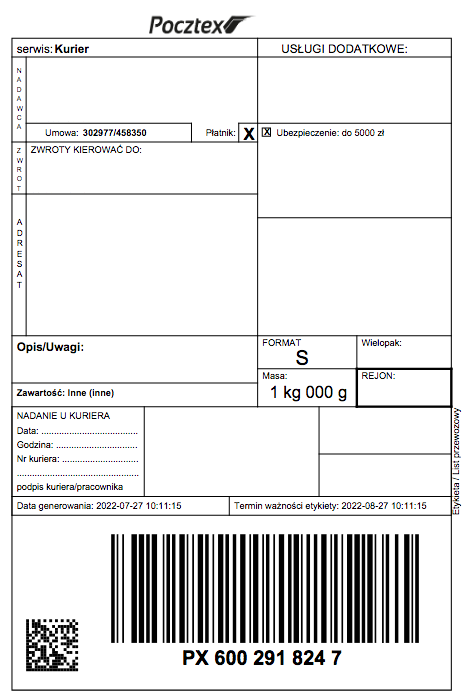 Pocztex
serwis: Kurier
USŁUGI DODATKOWE:
NADAWCA
Umowa: 302977/458350
Płatnik: X
X Ubezpieczenie: do 5000 zł
ZWROT
ZWROTY KIEROWAĆ DO:
ADRESAT
Opis/Uwagi:
FORMAT
S
Wielopak:
Zawartość: Inne (inne)
Masa:
1 kg 000 g
REJON:
NADANIE U KURIERA
Data: ....................................
Godzina: ..............................
Nr kuriera: ............................
.............................................
podpis kuriera/pracownika
Etykieta / List przewozowy
Data generowania: 2022-07-27 10:11:15
Termin ważności etykiety: 2022-08-27 10:11:15
PX 600 291 824 7